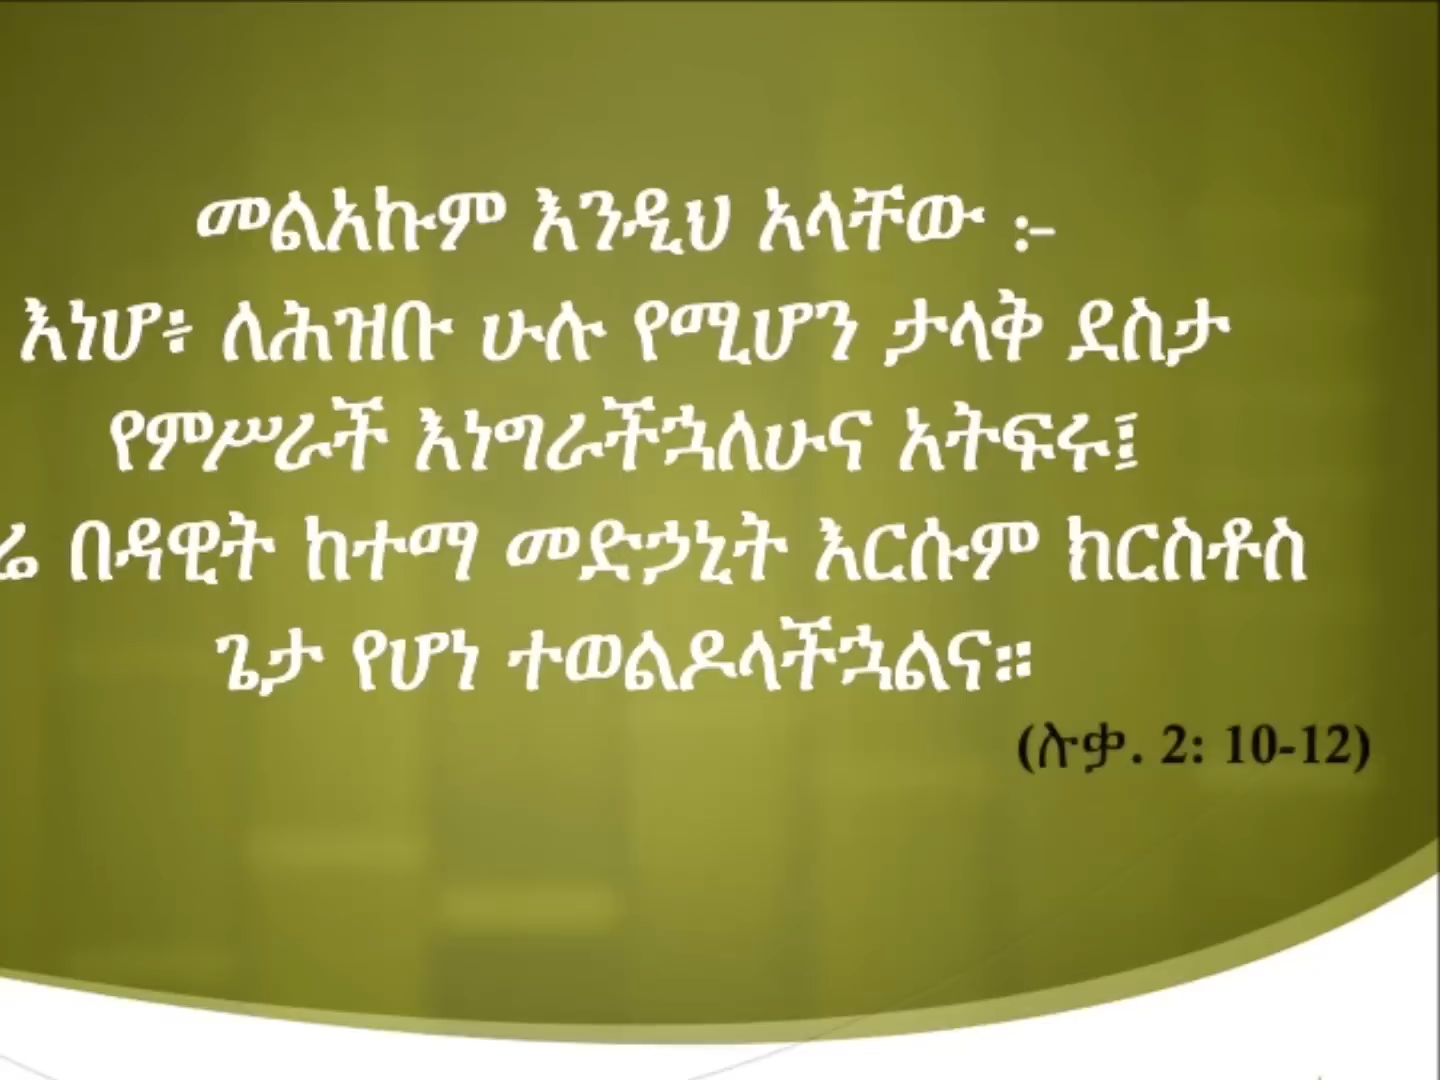 መልአኩም እንዲህ አላቸው ፦
እነሆ፥ ለሕዝቡ ሁሉ የሚሆን ታላቅ ደስታ
የምሥራች እነግራችኋለሁና አትፍሩ፤
በዳዊት ከተማ መድኃኒት እርሱም ክርስቶስ
ጌታ የሆነ ተወልዶላችኋልና።
(ሉቃ. 2: 10-12)